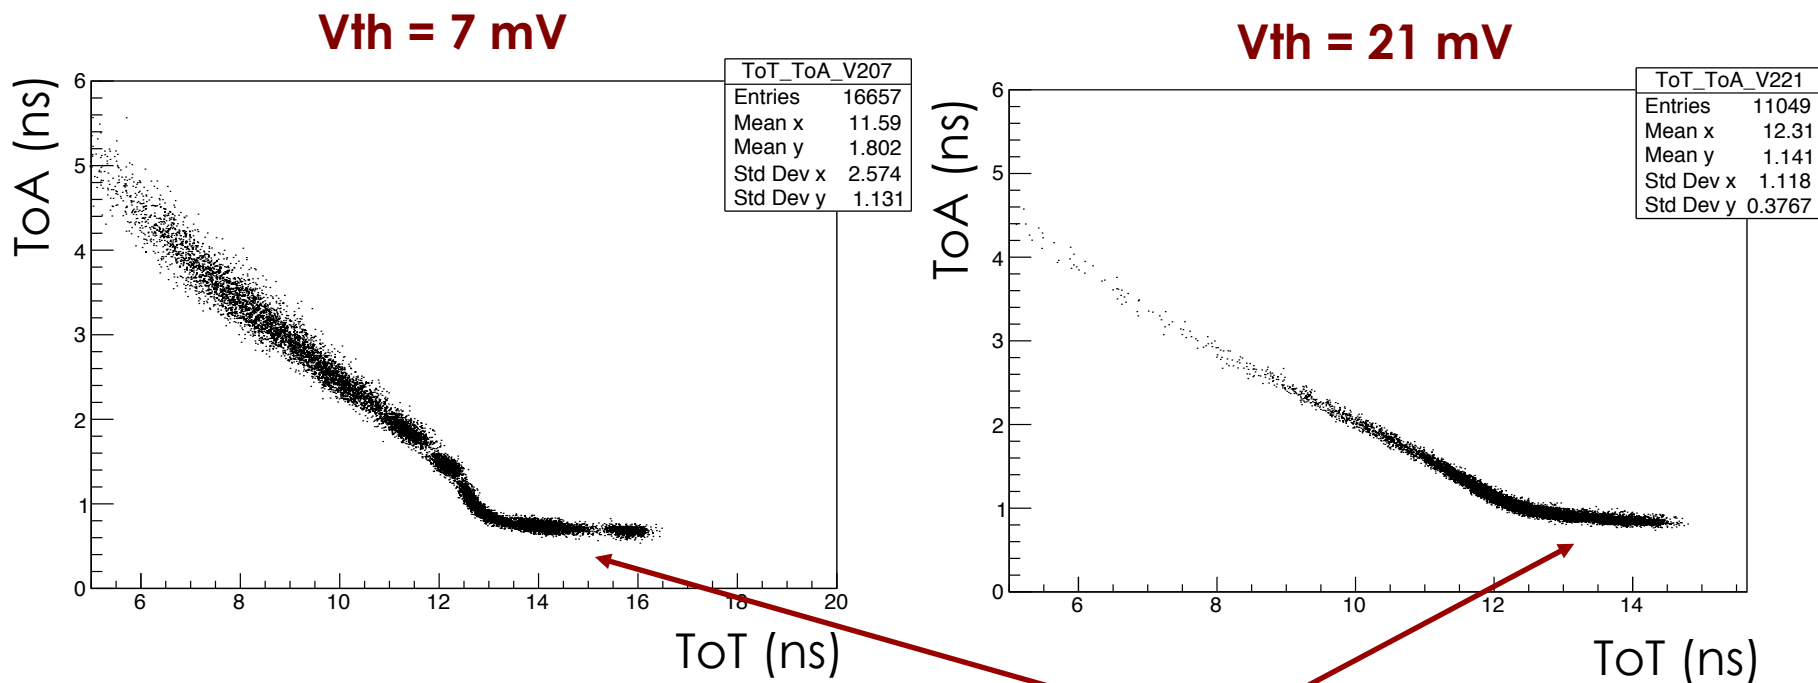 Vth = 7 mV
ToT_ToA_V207
Entries 16657
Mean x 11.59
Mean y 1.802
Std Dev x 2.574
Std Dev y 1.131
ToA (ns)
6
5
4
3
2
1
0
6 8 10 12 14 16 18 20
ToT (ns)
Vth = 21 mV
ToT_ToA_V221
Entries 11049
Mean x 12.31
Mean y 1.141
Std Dev x 1.118
Std Dev y 0.3767
ToA (ns)
6
5
4
3
2
1
0
6 8 10 12 14
ToT (ns)